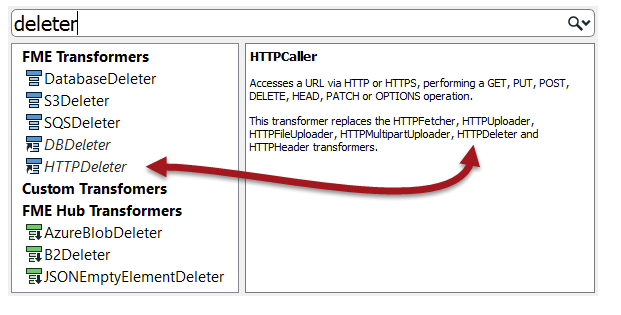 deleter
FME Transformers
DatabaseDeleter
S3Deleter
SQSDeleter
DBDeleter
HTTPDeleter
Custom Transfomers
FME Hub Transformers
AzureBlobDeleter
B2Deleter
JSONEmptyElementDeleter
HTTPCaller
Accesses a URL via HTTP or HTTPS, performing a GET, PUT, POST,
DELETE, HEAD, PATCH or OPTIONS operation.
This transformer replaces the HTTPFetcher, HTTPUploader,
HTTPFileUploader, HTTPMultipartUploader, HTTPDeleter and
HTTPHeader transformers.